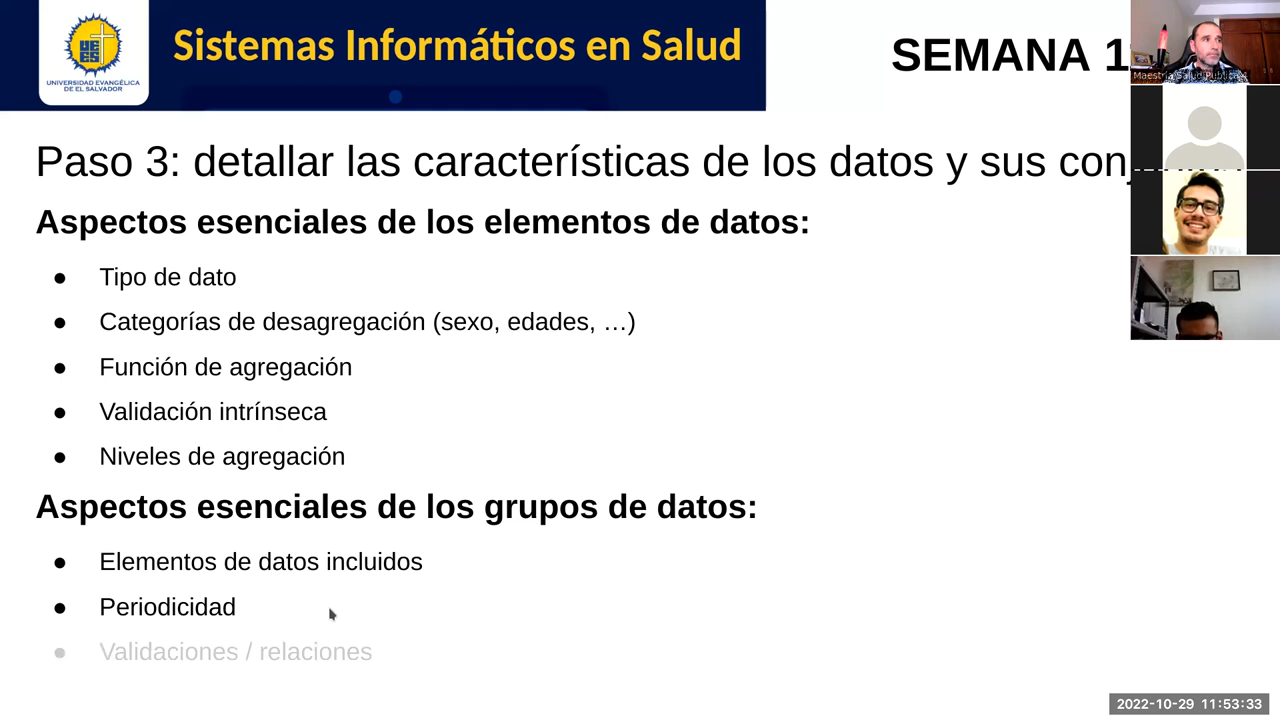 Sistemas Informáticos en Salud
UNIVERSIDAD EVANGÉLICA
DE EL SALVADOR
SEMANA
Maestría Salud Pública
Paso 3: detallar las características de los datos y sus
Aspectos esenciales de los elementos de datos:
● Tipo de dato
● Categorías de desagregación (sexo, edades, …)
● Función de agregación
● Validación intrínseca
● Niveles de agregación
Aspectos esenciales de los grupos de datos:
● Elementos de datos incluidos
● Periodicidad
● Validaciones / relaciones
2022-10-29 11:53:33